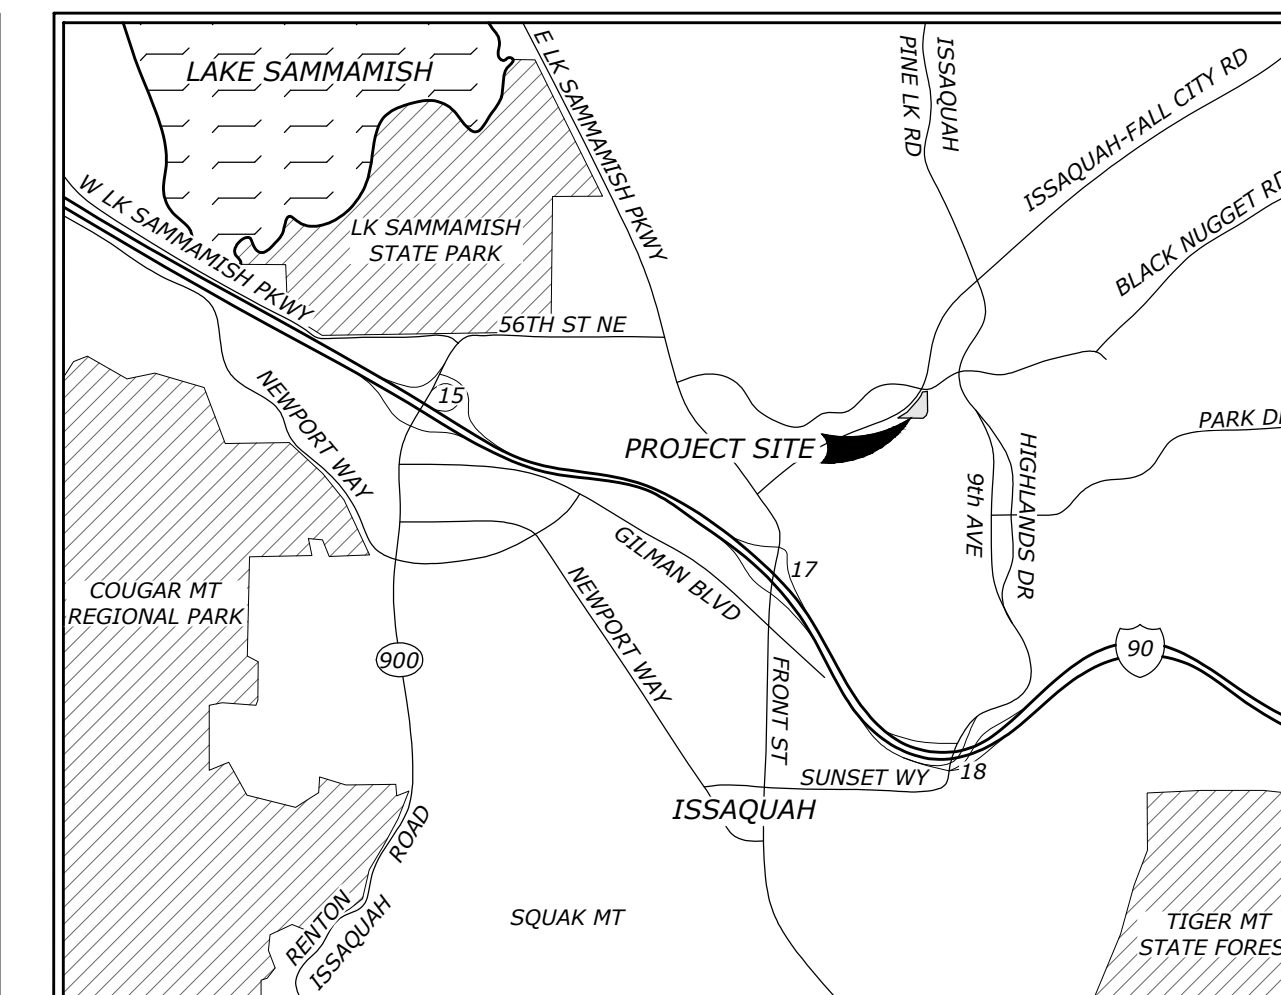 LAKE SAMMAMISH
E LK SAMMAMISH PKWY
ISSAQUAH
PINE LK RD
ISSAQUAH-FALL CITY RD
BLACK NUGGET RD
W LK SAMMAMISH PKWY
LK SAMMAMISH
STATE PARK
56TH ST NE
NEWPORT WAY
15
PROJECT SITE
PARK
HIGHLANDS DR
9th AVE
GILMAN BLVD
17
COUGAR MT
REGIONAL PARK
NEWPORT WAY
900
90
FRONT ST
SUNSET WY
18
ISSAQUAH
RENTON
ISSAQUAH
ROAD
SQUAK MT
TIGER MT
STATE